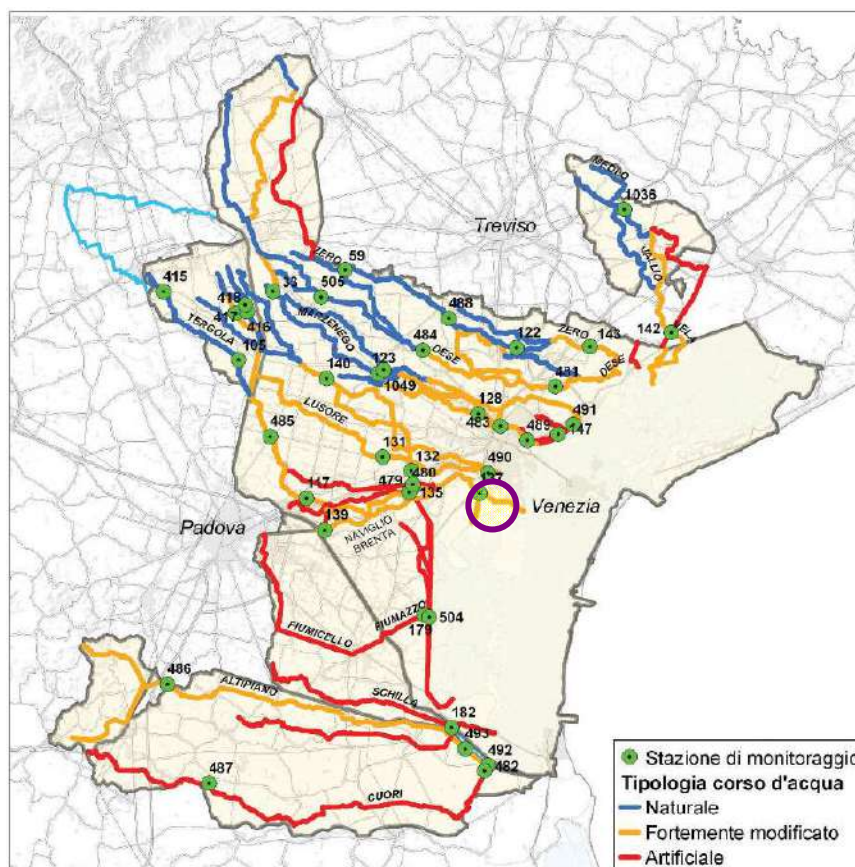 MEOLO
1036
Treviso
VALLIO
ZERO
59
415
33
505
418
417
416
MARZENEGO
488
TERGOLA
105
484
DESE
122
ZERO
143
142
VELA
DESE
481
140
123
1049
LUSORE
128
483
491
489
147
485
131
132
490
480
479
135
117
139
Padova
NAVIGLIO
BRENTA
Venezia
FIUMAZZO
504
179
FIUMICELLO
486
ALTIPIANO
SCHILLA
182
493
492
482
487
CUORI
Stazione di monitoraggio
Tipologia corso d'acqua
Naturale
Fortemente modificato
Artificiale